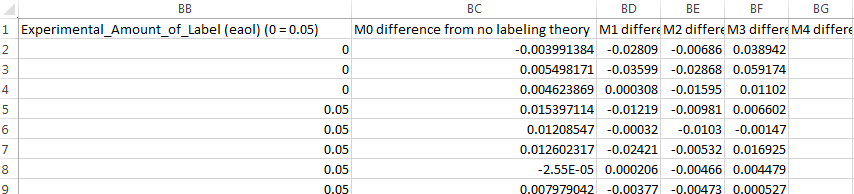 BB BC BD BE BF BG
1 Experimental_Amount_of_Label (eaol) (0 = 0.05) M0 difference from no labeling theory M1 differe M2 differe M3 differe M4 differe
2 0 -0.003991384 -0.02809 -0.00686 0.038942
3 0 0.005498171 -0.03599 -0.02868 0.059174
4 0 0.004623869 0.000308 -0.01595 0.01102
5 0.05 0.015397114 -0.01219 -0.00981 0.006602
6 0.05 0.01208547 -0.00032 -0.0103 -0.00147
7 0.05 0.012602317 -0.02421 -0.00532 0.016925
8 0.05 -2.55E-05 0.000206 -0.00466 0.004479
9 0.05 0.007979042 -0.00377 -0.00473 0.000527